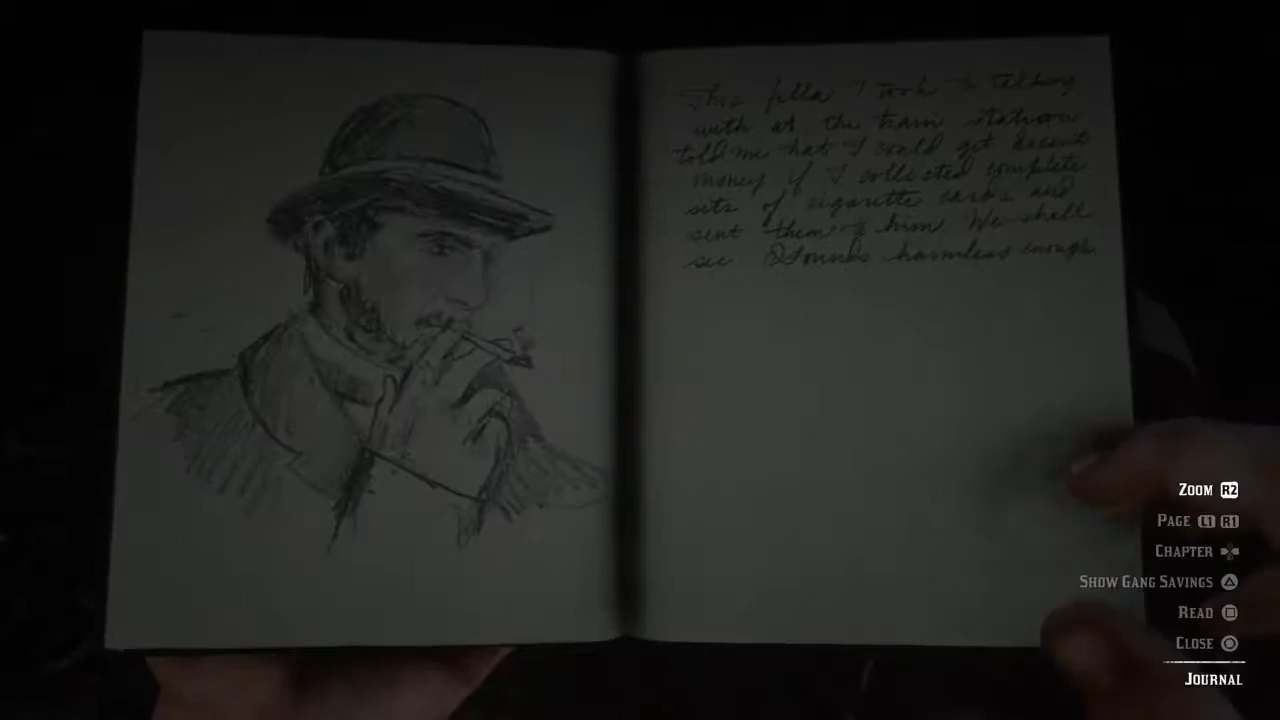 This fella I took to talking
with at the train station
told me that I could get decent
money if I collected complete
sets of cigarette cards and
sent them to him. We shall
see. Sounds harmless enough.
ZOOM R2
PAGE L1 R1
CHAPTER
SHOW GANG SAVINGS
READ
CLOSE
JOURNAL